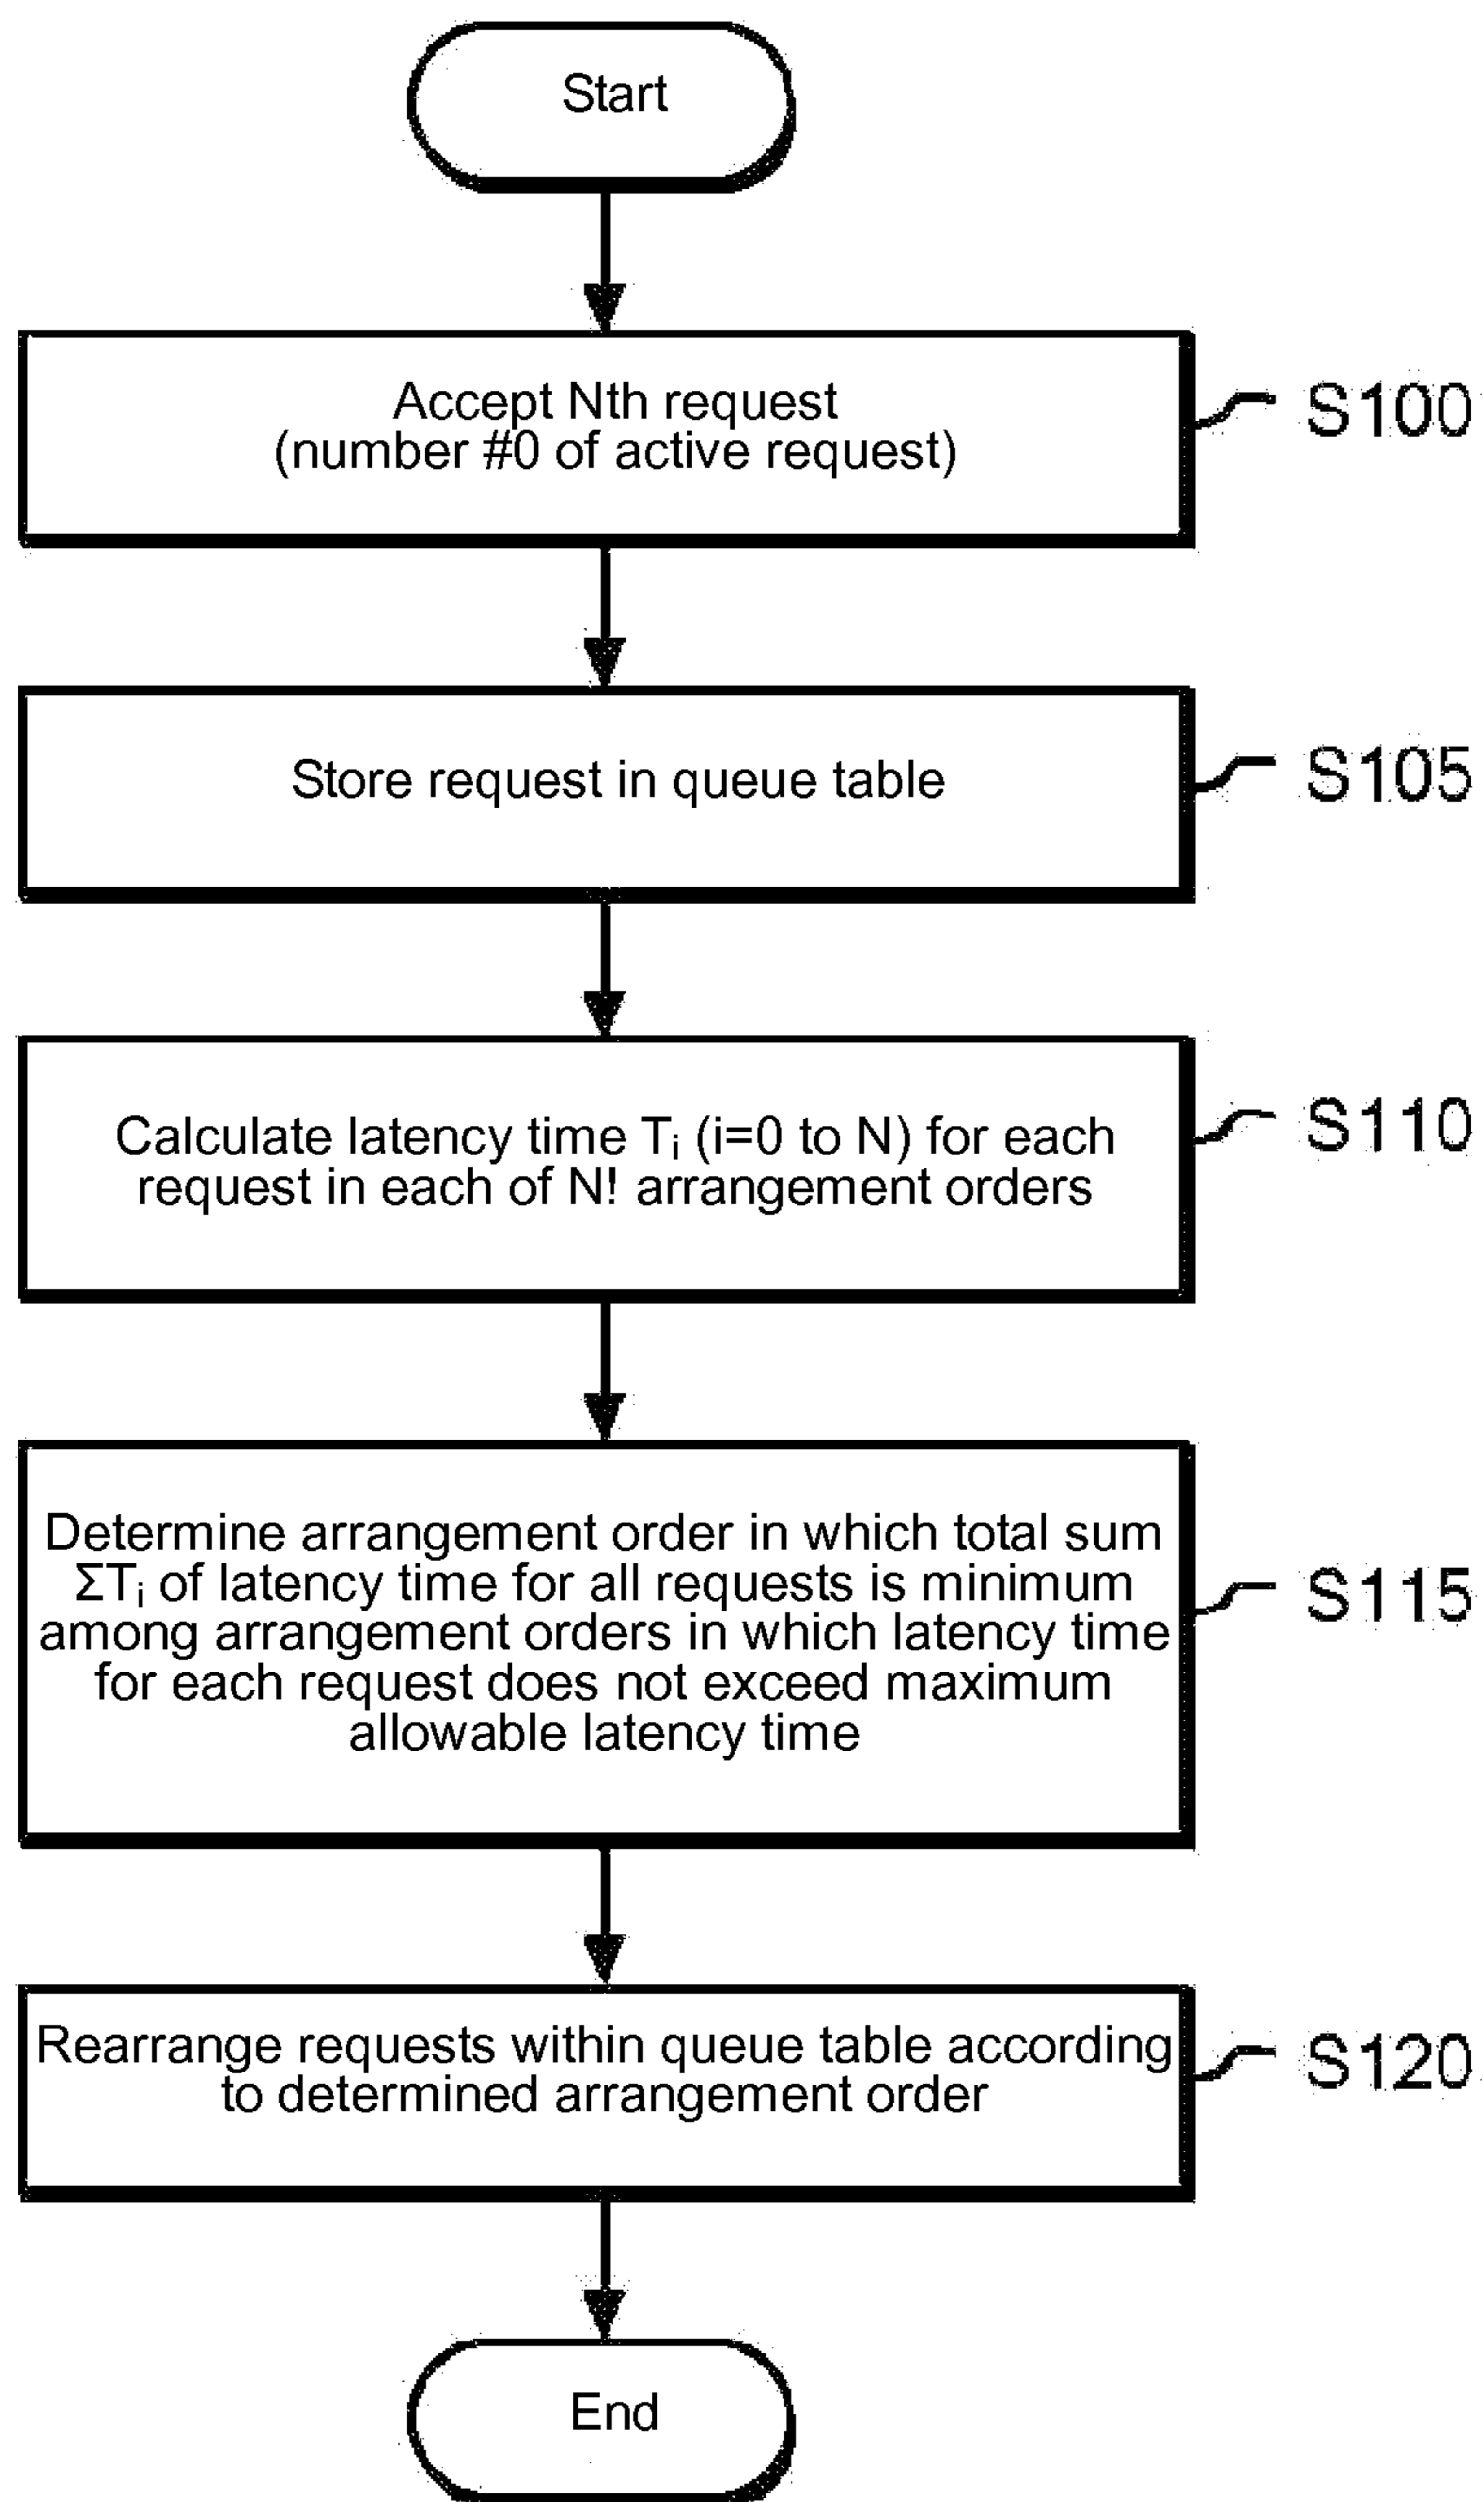 Start
Accept Nth request
(number #0 of active request)
S100
Store request in queue table
S105
Calculate latency time Ti (i=0 to N) for each
request in each of N! arrangement orders
S110
Determine arrangement order in which total sum
ΣTi of latency time for all requests is minimum
among arrangement orders in which latency time
for each request does not exceed maximum
allowable latency time
S115
Rearrange requests within queue table according
to determined arrangement order
S120
End